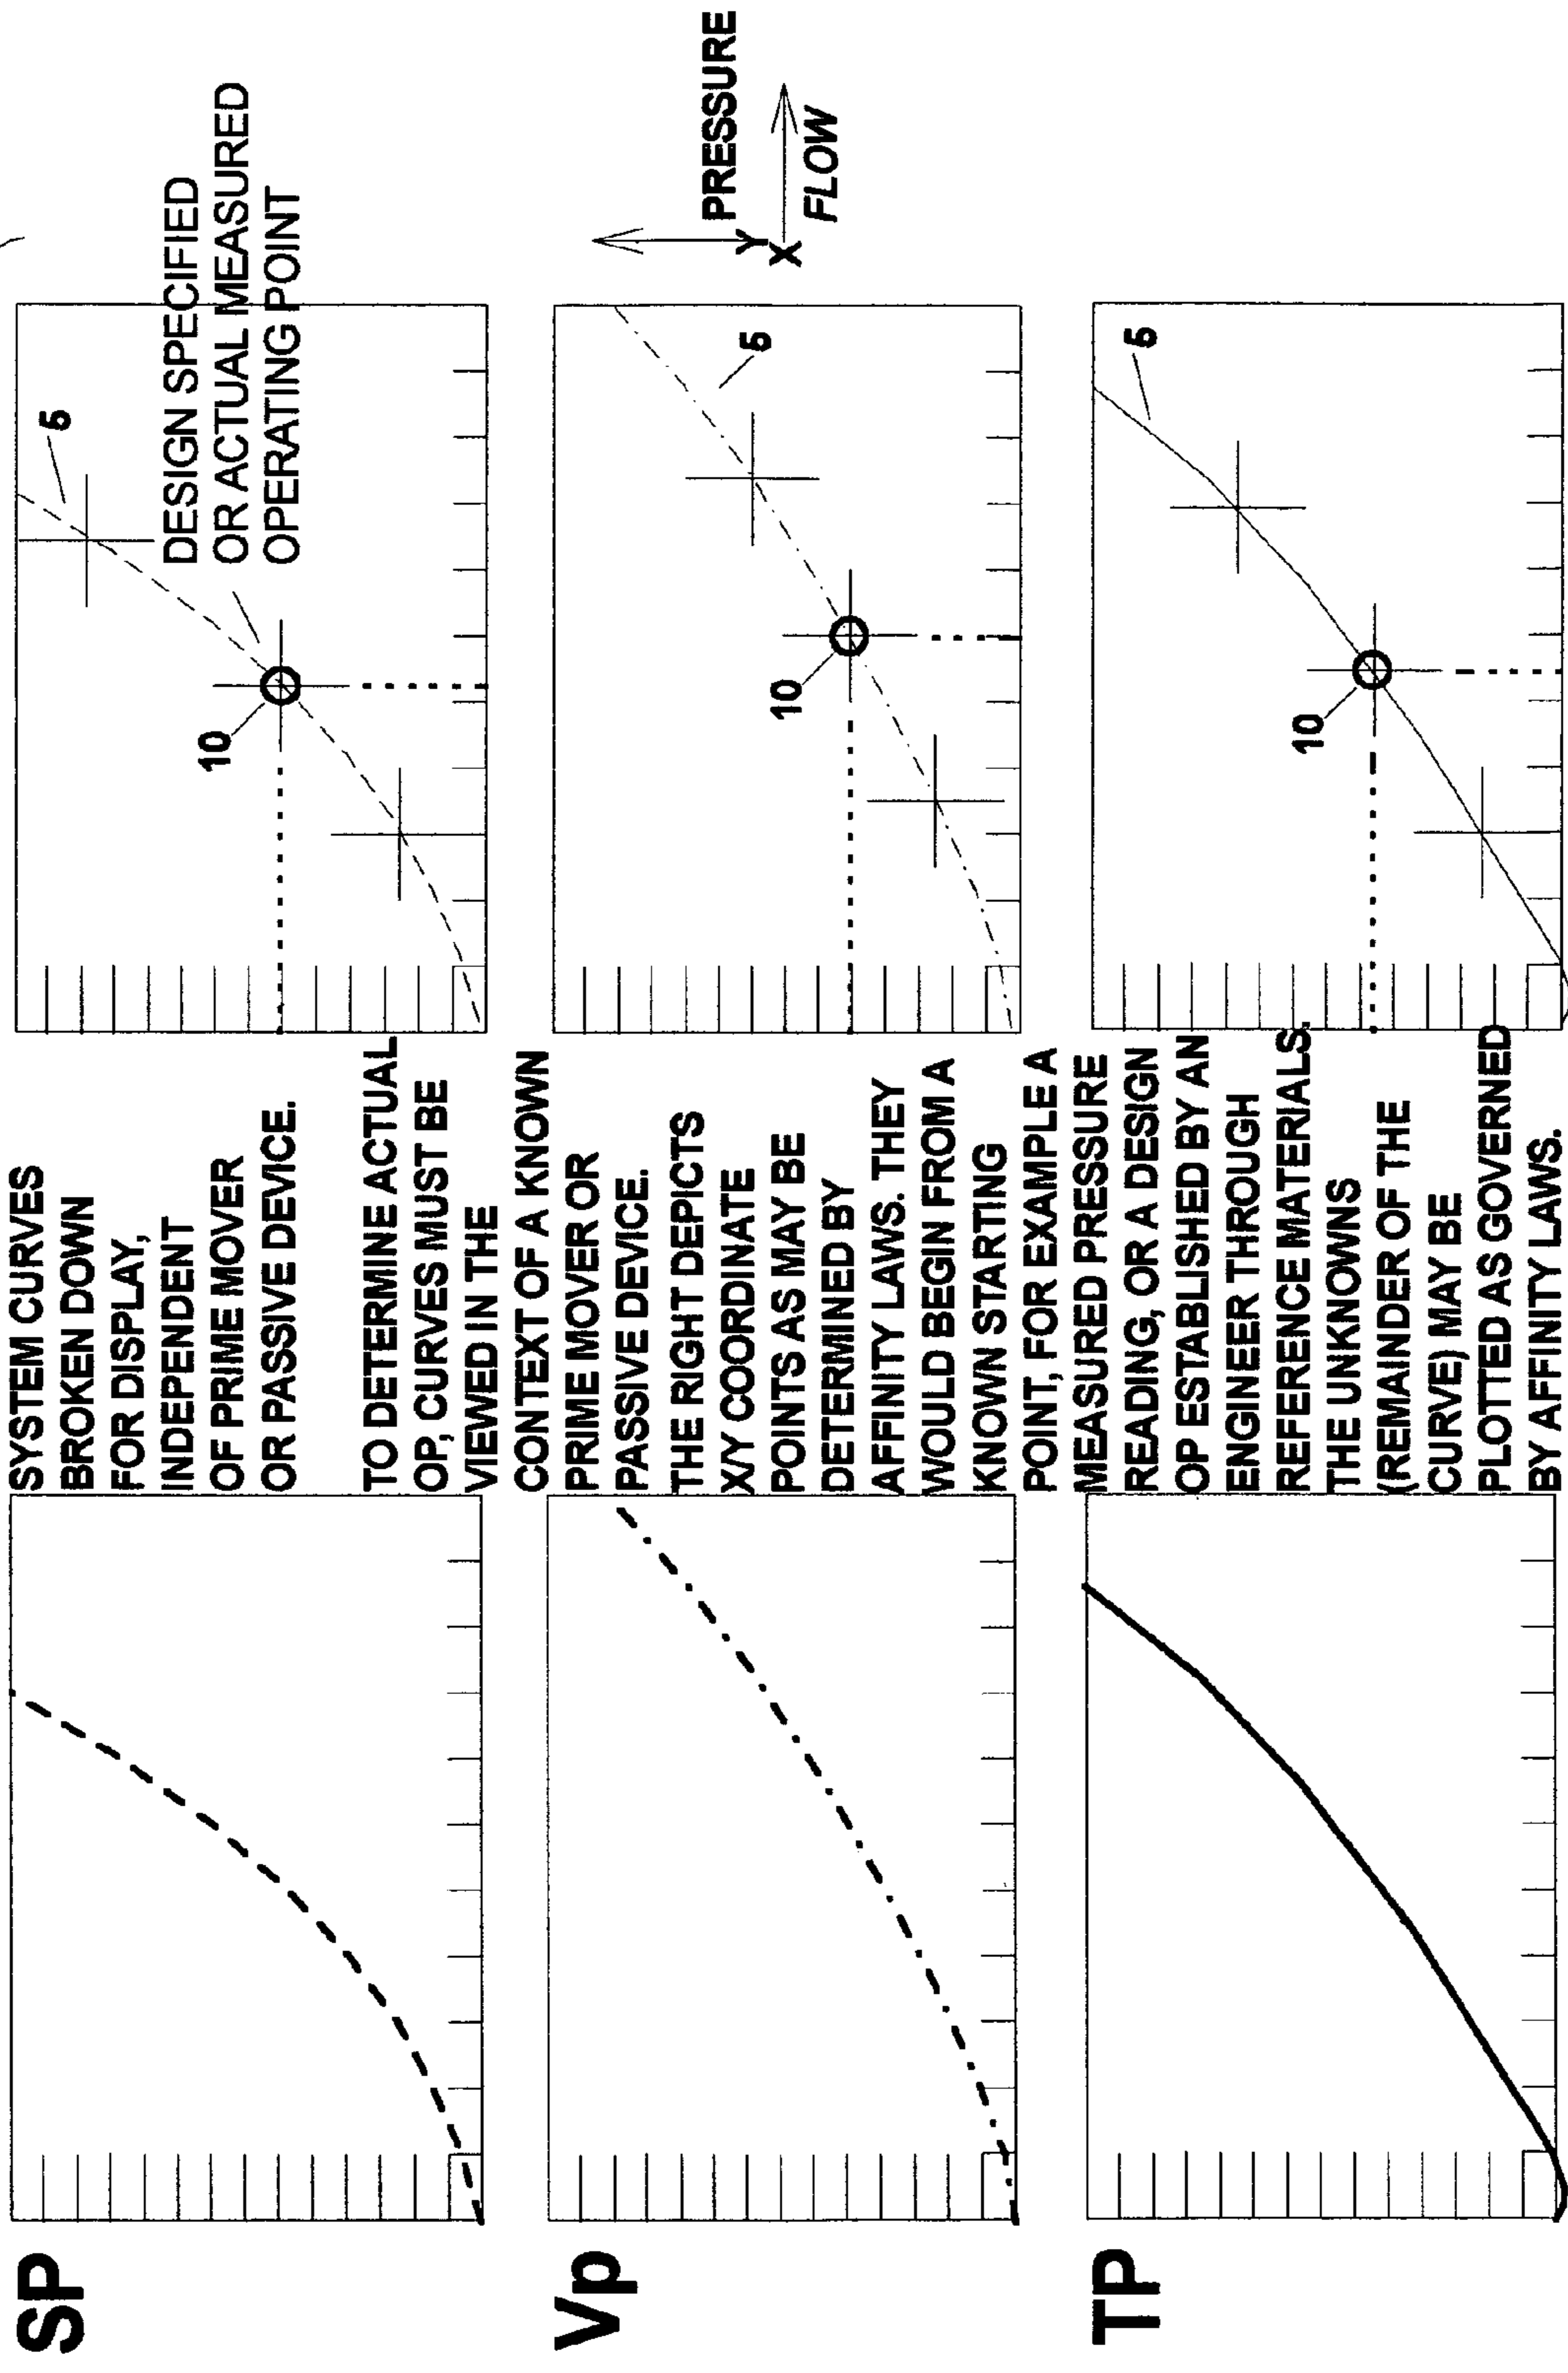 SP
Vp
TP
SYSTEM CURVES
BROKEN DOWN
FOR DISPLAY,
INDEPENDENT
OF PRIME MOVER
OR PASSIVE DEVICE.
TO DETERMINE ACTUAL
OP, CURVES MUST BE
VIEWED IN THE
CONTEXT OF A KNOWN
PRIME MOVER OR
PASSIVE DEVICE.
THE RIGHT DEPICTS
X/Y COORDINATE
POINTS AS MAY BE
DETERMINED BY
AFFINITY LAWS. THEY
WOULD BEGIN FROM A
KNOWN STARTING
POINT, FOR EXAMPLE A
MEASURED PRESSURE
READING, OR A DESIGN
OP ESTABLISHED BY AN
ENGINEER THROUGH
REFERENCE MATERIALS.
THE UNKNOWNS
(REMAINDER OF THE
CURVE) MAY BE
PLOTTED AS GOVERNED
BY AFFINITY LAWS.
5
DESIGN SPECIFIED
OR ACTUAL MEASURED
OPERATING POINT
10
5
10
PRESSURE
Y
X
FLOW
5
10